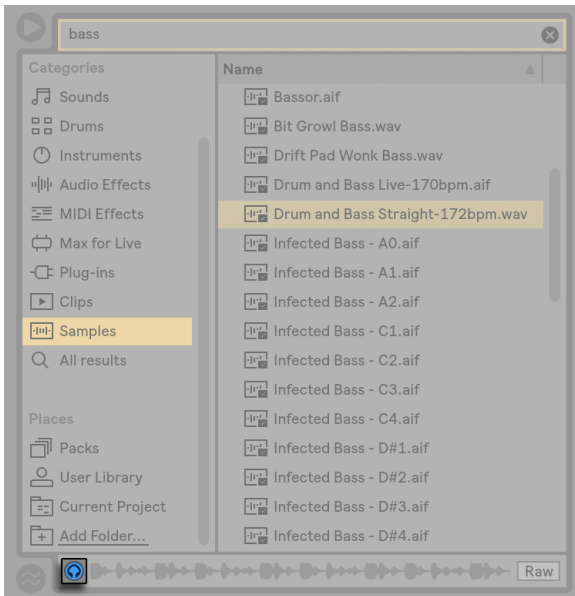 bass
Categories
Sounds
Drums
Instruments
Audio Effects
MIDI Effects
Max for Live
Plug-ins
Clips
Samples
All results
Places
Packs
User Library
Current Project
Add Folder...
Name
Bassor.aif
Bit Growl Bass.wav
Drift Pad Wonk Bass.wav
Drum and Bass Live-170bpm.aif
Drum and Bass Straight-172bpm.wav
Infected Bass - A0.aif
Infected Bass - A1.aif
Infected Bass - A2.aif
Infected Bass - C1.aif
Infected Bass - C2.aif
Infected Bass - C3.aif
Infected Bass - C4.aif
Infected Bass - D#1.aif
Infected Bass - D#2.aif
Infected Bass - D#3.aif
Infected Bass - D#4.aif
Raw